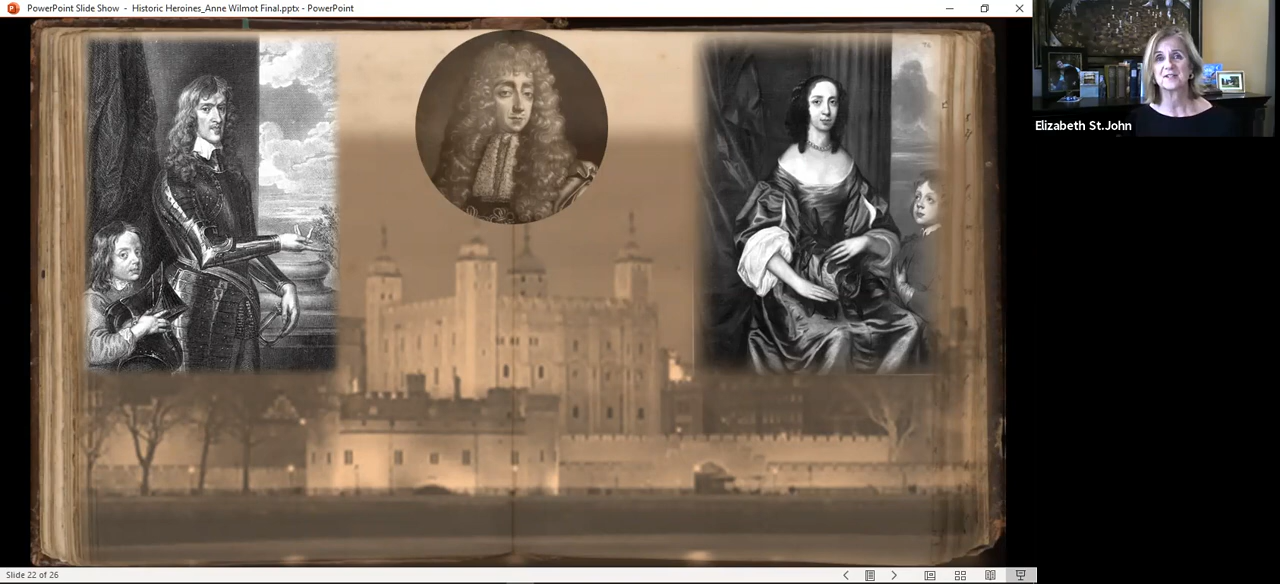 PowerPoint Slide Show - Historic Heroines_Anne Wilmot Final.pptx - PowerPoint
Elizabeth St.John
Slide 22 of 26